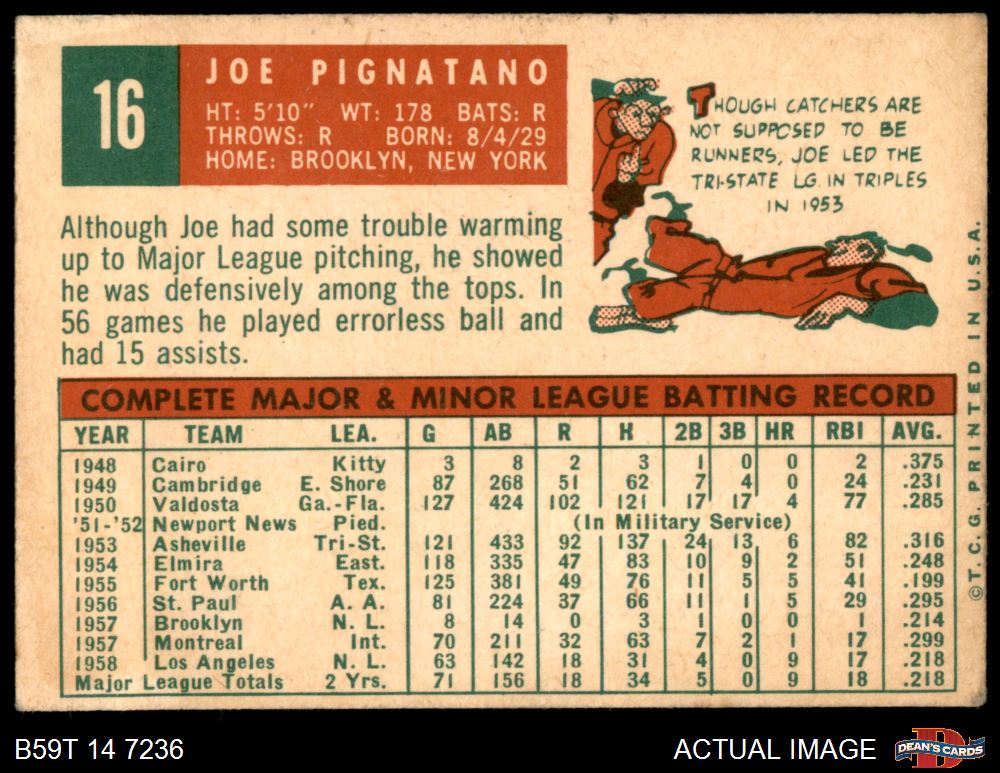 16
JOE PIGNATANO
HT: 5'10" WT: 178 BATS: R
THROWS: R BORN: 8/4/29
HOME: BROOKLYN, NEW YORK
THOUGH CATCHERS ARE
NOT SUPPOSED TO BE
RUNNERS, JOE LED THE
TRI-STATE LG. IN TRIPLES
IN 1953
Although Joe had some trouble warming
up to Major League pitching, he showed
he was defensively among the tops. In
56 games he played errorless ball and
had 15 assists.
COMPLETE MAJOR & MINOR LEAGUE BATTING RECORD
YEAR TEAM LEA. G AB R H 2B 3B HR RBI AVG.
1948 Cairo Kitty 3 8 2 3 1 0 0 2 .375
1949 Cambridge E. Shore 87 268 51 62 7 4 0 24 .231
1950 Valdosta Ga.-Fla. 127 424 102 121 17 17 4 77 .285
'51-'52 Newport News Pied. (In Military Service)
1953 Asheville Tri-St. 121 433 92 137 24 13 6 82 .316
1954 Elmira East. 118 335 47 83 10 9 2 51 .248
1955 Fort Worth Tex. 125 381 49 76 11 5 5 41 .199
1956 St. Paul A. A. 81 224 37 66 11 1 5 29 .295
1957 Brooklyn N. L. 8 14 0 3 1 0 0 1 .214
1957 Montreal Int. 70 211 32 63 7 2 1 17 .299
1958 Los Angeles N. L. 63 142 18 31 4 0 9 17 .218
Major League Totals 2 Yrs. 71 156 18 34 5 0 9 18 .218
©T. C. G. PRINTED IN U.S.A.
B59T 14 7236
ACTUAL IMAGE
D
DEAN'S CARDS